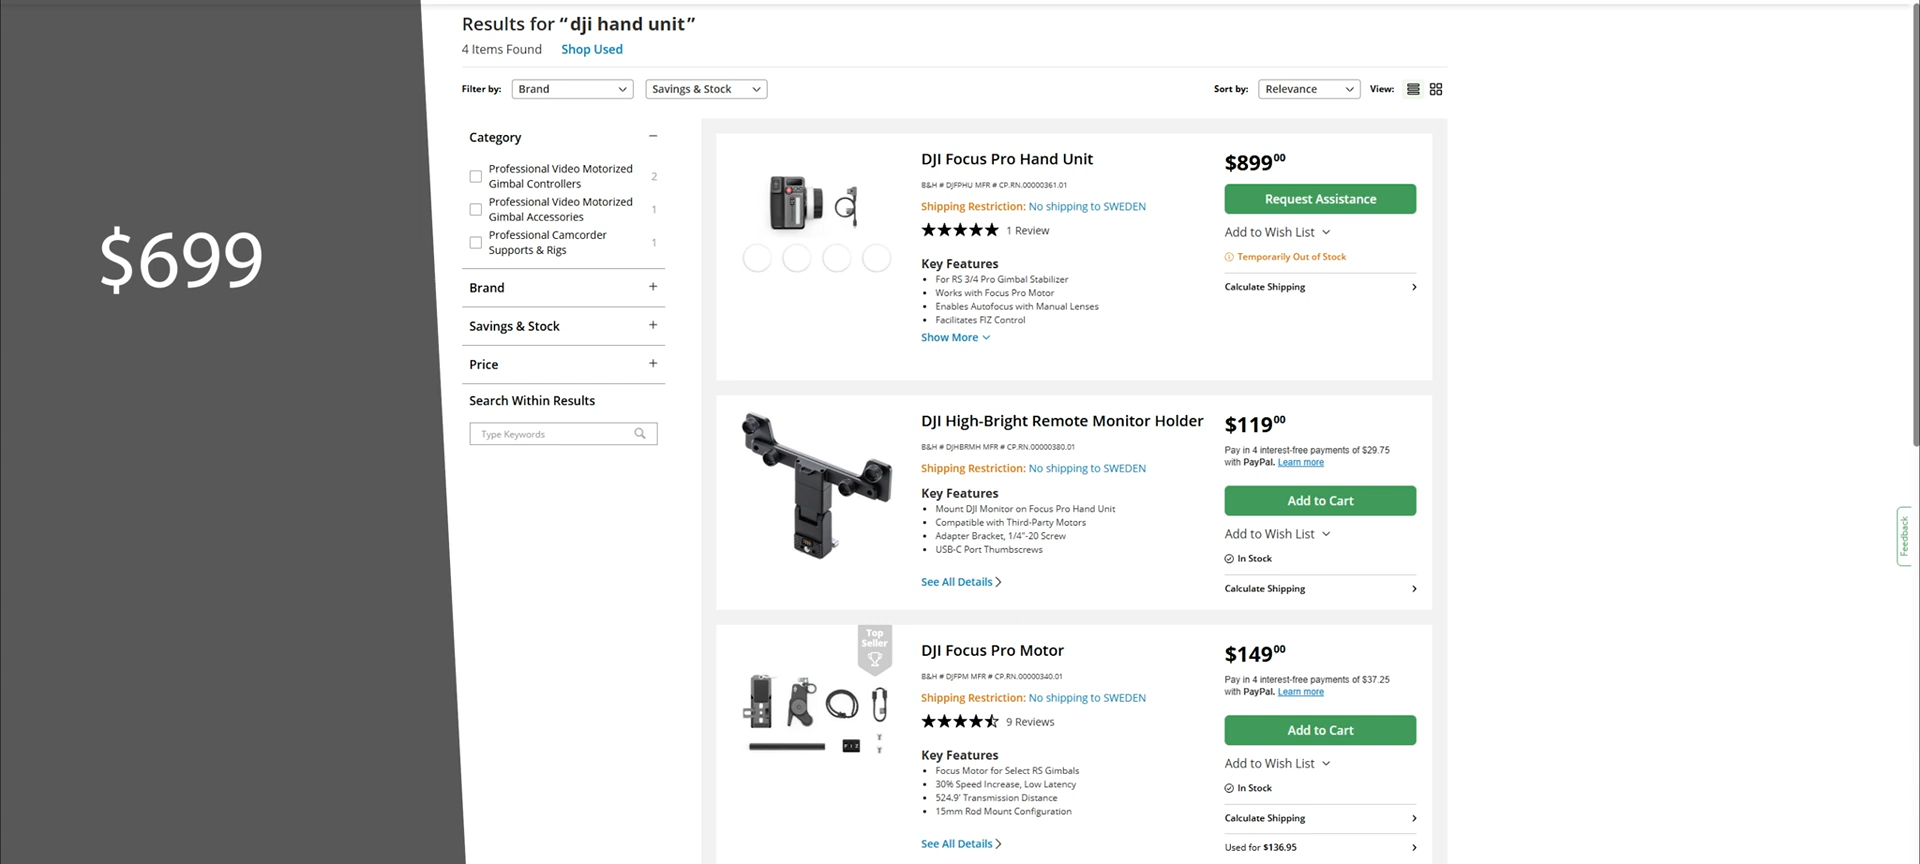 $699
Results for “dji hand unit”
4 Items Found Shop Used
Filter by: Brand Savings & Stock
Sort by: Relevance View:
Category
Professional Video Motorized
Gimbal Controllers 2
Professional Video Motorized
Gimbal Accessories 1
Professional Camcorder
Supports & Rigs 1
Brand
Savings & Stock
Price
Search Within Results
Type Keywords
DJI Focus Pro Hand Unit
B&H # DJFPHU MFR # CP.RN.00000361.01
Shipping Restriction: No shipping to SWEDEN
1 Review
Key Features
For RS 3/4 Pro Gimbal Stabilizer
Works with Focus Pro Motor
Enables Autofocus with Manual Lenses
Facilitates FIZ Control
Show More
$899 00
Request Assistance
Add to Wish List
Temporarily Out of Stock
Calculate Shipping
DJI High-Bright Remote Monitor Holder
B&H # DJHBRMH MFR # CP.RN.00000380.01
Shipping Restriction: No shipping to SWEDEN
Key Features
Mount DJI Monitor on Focus Pro Hand Unit
Compatible with Third-Party Motors
Adapter Bracket, 1/4"-20 Screw
USB-C Port Thumbscrews
See All Details
$119 00
Pay in 4 interest-free payments of $29.75
with PayPal. Learn more
Add to Cart
Add to Wish List
In Stock
Calculate Shipping
Top
Seller
DJI Focus Pro Motor
B&H # DJFPM MFR # CP.RN.00000340.01
Shipping Restriction: No shipping to SWEDEN
9 Reviews
Key Features
Focus Motor for Select RS Gimbals
30% Speed Increase, Low Latency
524.9' Transmission Distance
15mm Rod Mount Configuration
See All Details
$149 00
Pay in 4 interest-free payments of $37.25
with PayPal. Learn more
Add to Cart
Add to Wish List
In Stock
Calculate Shipping
Used for $136.95
F I Z
Feedback